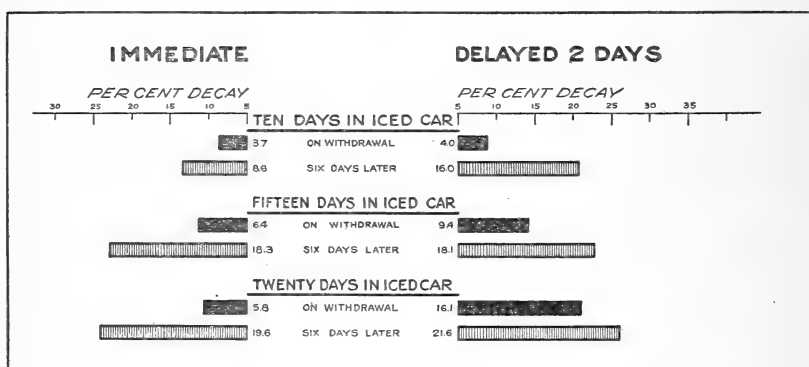 IMMEDIATE DELAYED 2 DAYS
PER CENT DECAY PER CENT DECAY
30 25 20 15 10 5 5 10 15 20 25 30 35
TEN DAYS IN ICED CAR
3.7 ON WITHDRAWAL 4.0
8.6 SIX DAYS LATER 16.0
FIFTEEN DAYS IN ICED CAR
6.4 ON WITHDRAWAL 9.4
18.3 SIX DAYS LATER 18.1
TWENTY DAYS IN ICED CAR
5.8 ON WITHDRAWAL 16.1
19.6 SIX DAYS LATER 21.6